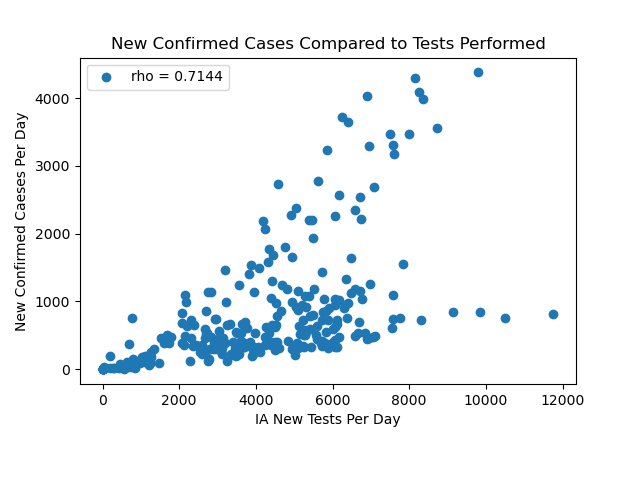 New Confirmed Cases Compared to Tests Performed
rho = 0.7144
New Confirmed Caeses Per Day
4000
3000
2000
1000
0
0 2000 4000 6000 8000 10000 12000
IA New Tests Per Day